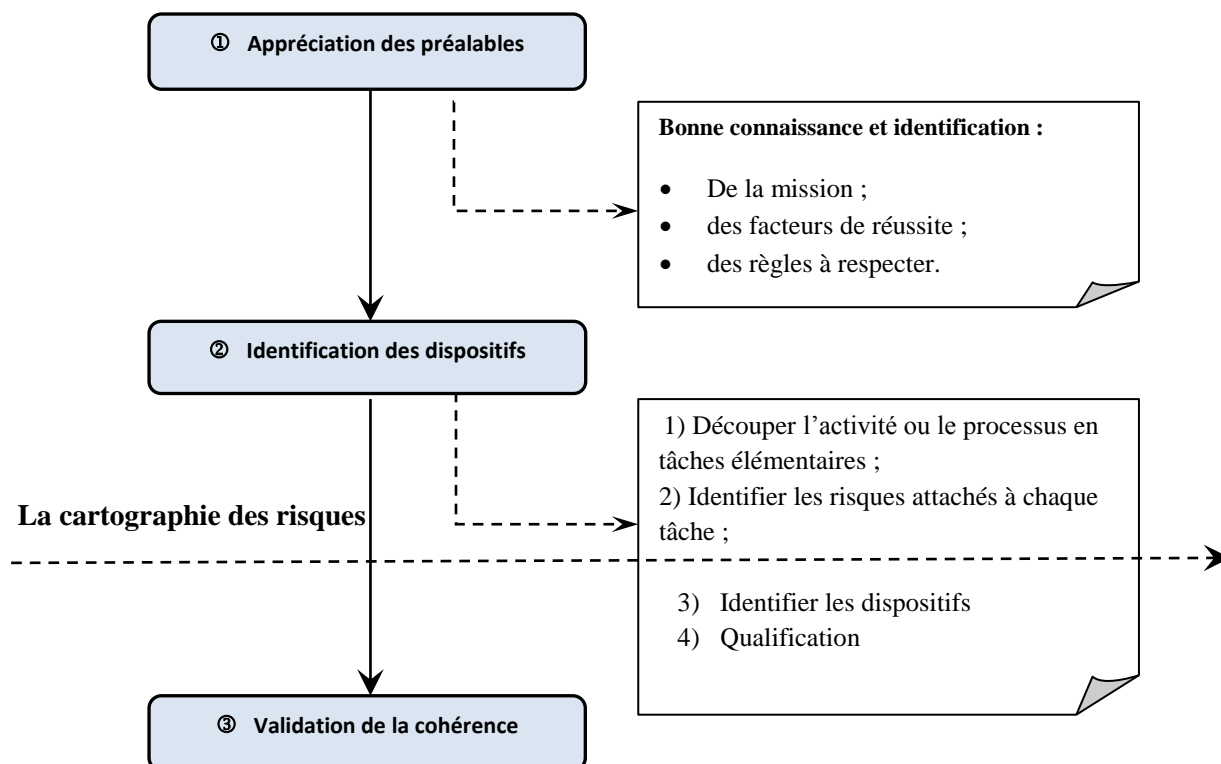 ① Appréciation des préalables
Bonne connaissance et identification :
• De la mission ;
• des facteurs de réussite ;
• des règles à respecter.
② Identification des dispositifs
1) Découper l’activité ou le processus en
tâches élémentaires ;
2) Identifier les risques attachés à chaque
tâche ;
La cartographie des risques
3) Identifier les dispositifs
4) Qualification
③ Validation de la cohérence